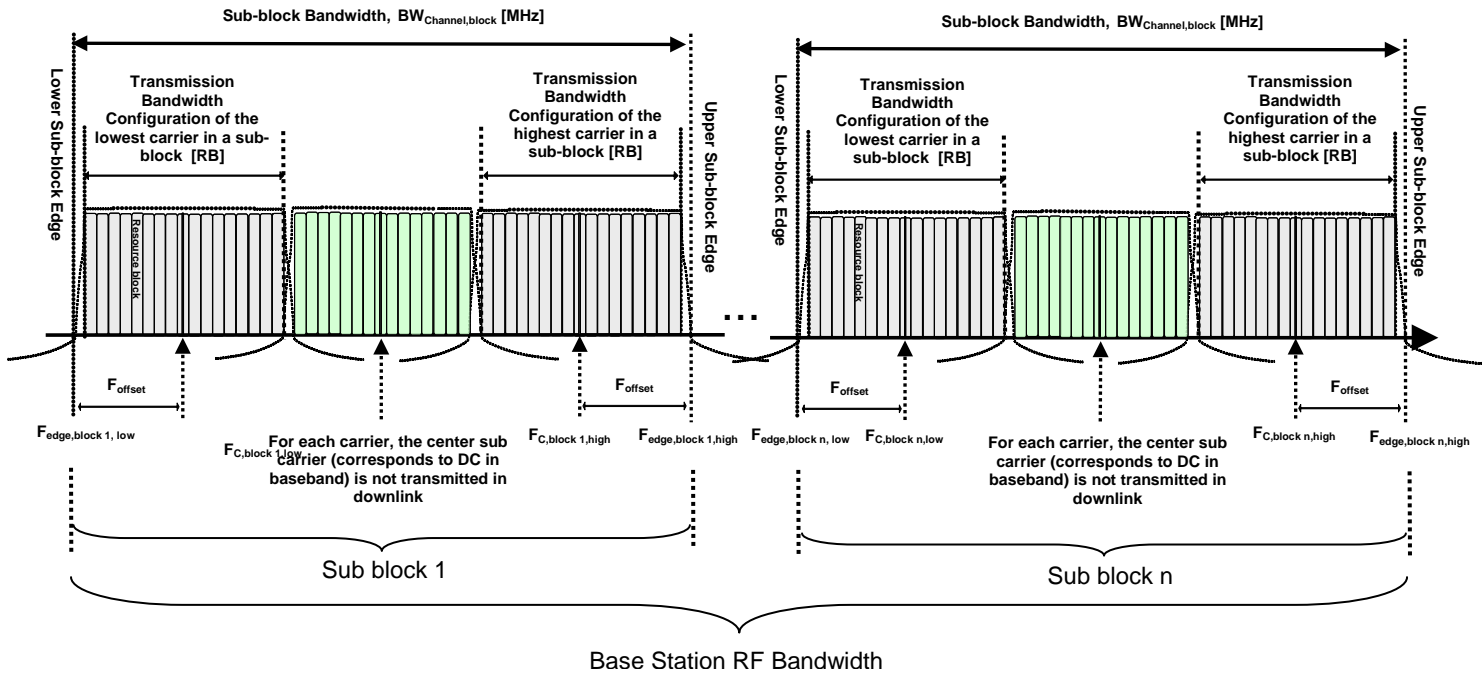 Sub-block Bandwidth, BWChannel,block [MHz]
Lower Sub-block Edge
Transmission
Bandwidth
Configuration of the
lowest carrier in a sub-
block [RB]
Transmission
Bandwidth
Configuration of the
highest carrier in a
sub-block [RB]
Upper Sub-block Edge
Resource block
Foffset
Foffset
Fedge,block 1, low
FC,block 1,low
For each carrier, the center sub
carrier (corresponds to DC in
baseband) is not transmitted in
downlink
FC,block 1,high
Fedge,block 1,high
Sub block 1
...
Sub-block Bandwidth, BWChannel,block [MHz]
Lower Sub-block Edge
Transmission
Bandwidth
Configuration of the
lowest carrier in a
sub-block [RB]
Transmission
Bandwidth
Configuration of the
highest carrier in a
sub-block [RB]
Upper Sub-block Edge
Resource block
Foffset
Foffset
Fedge,block n, low
FC,block n,low
For each carrier, the center sub
carrier (corresponds to DC in
baseband) is not transmitted in
downlink
FC,block n,high
Fedge,block n,high
Sub block n
Base Station RF Bandwidth